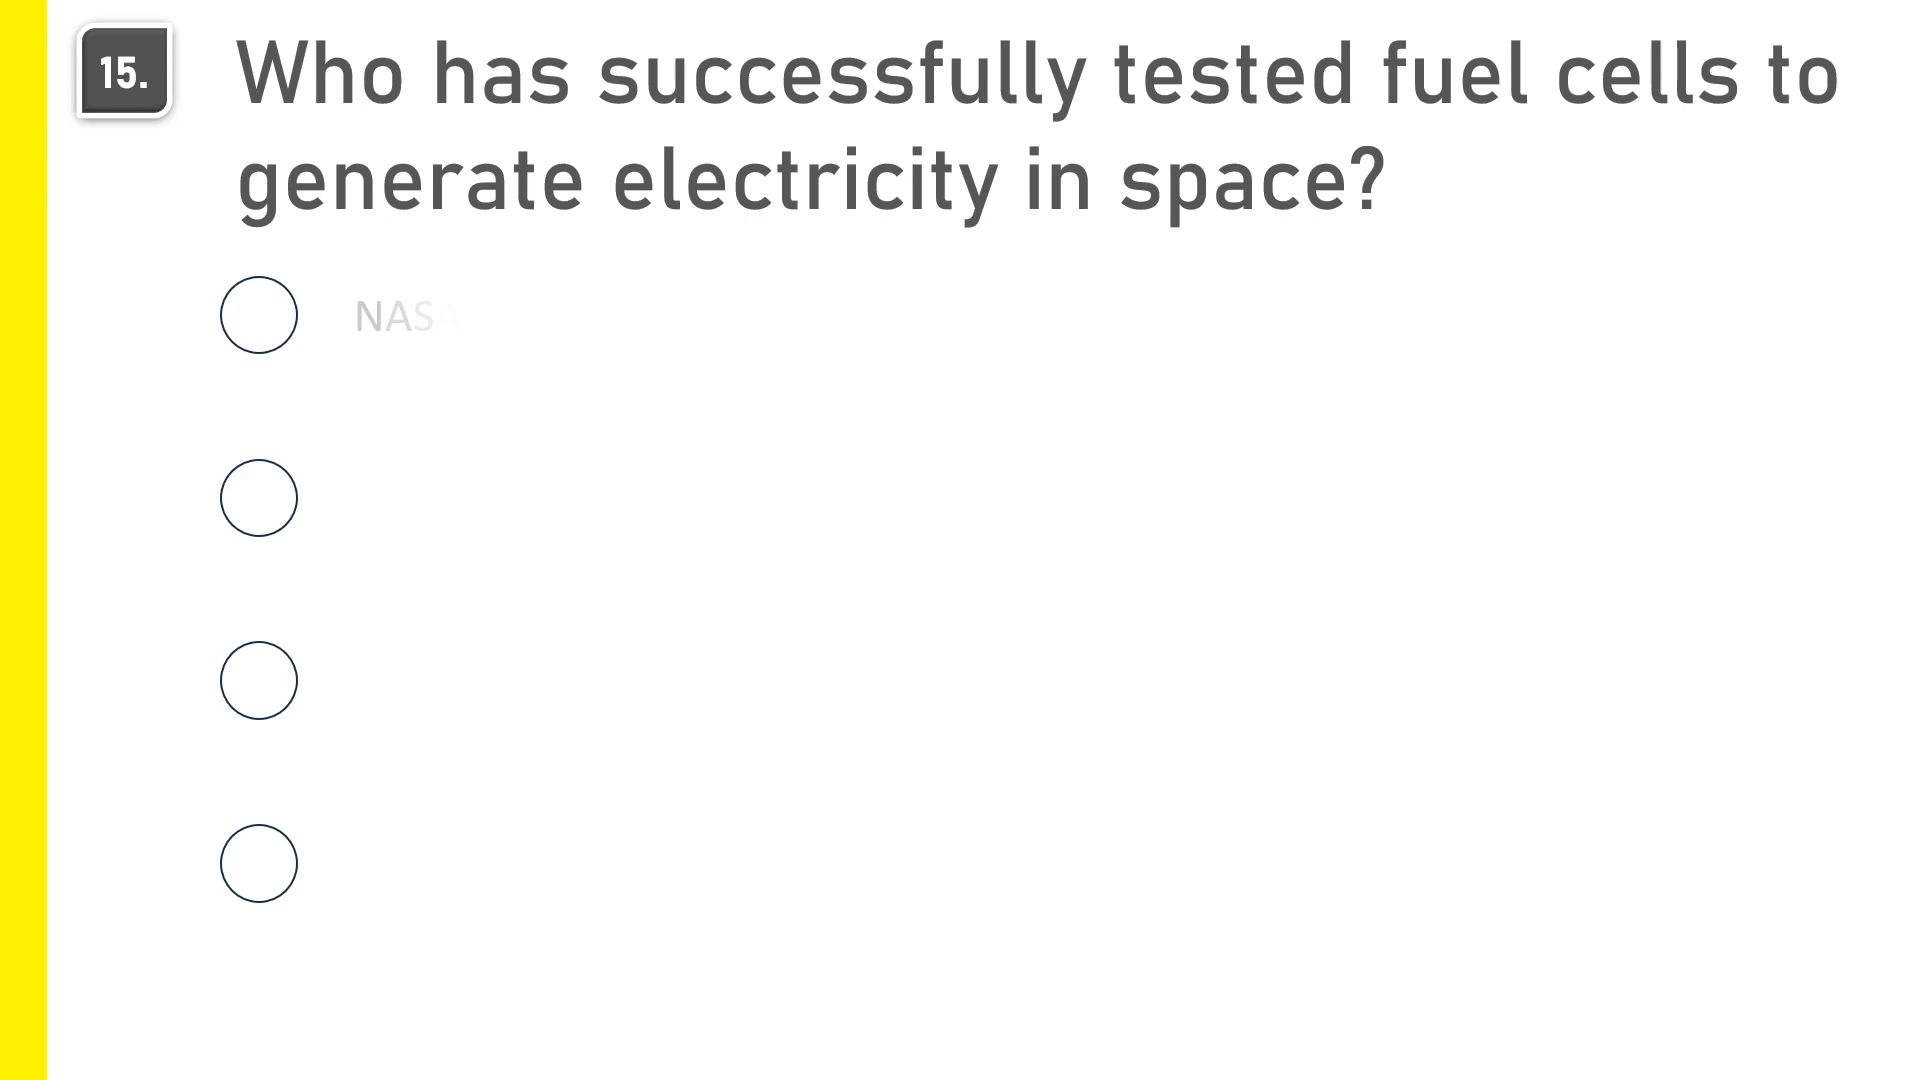 15.
Who has successfully tested fuel cells to
generate electricity in space?
NASA